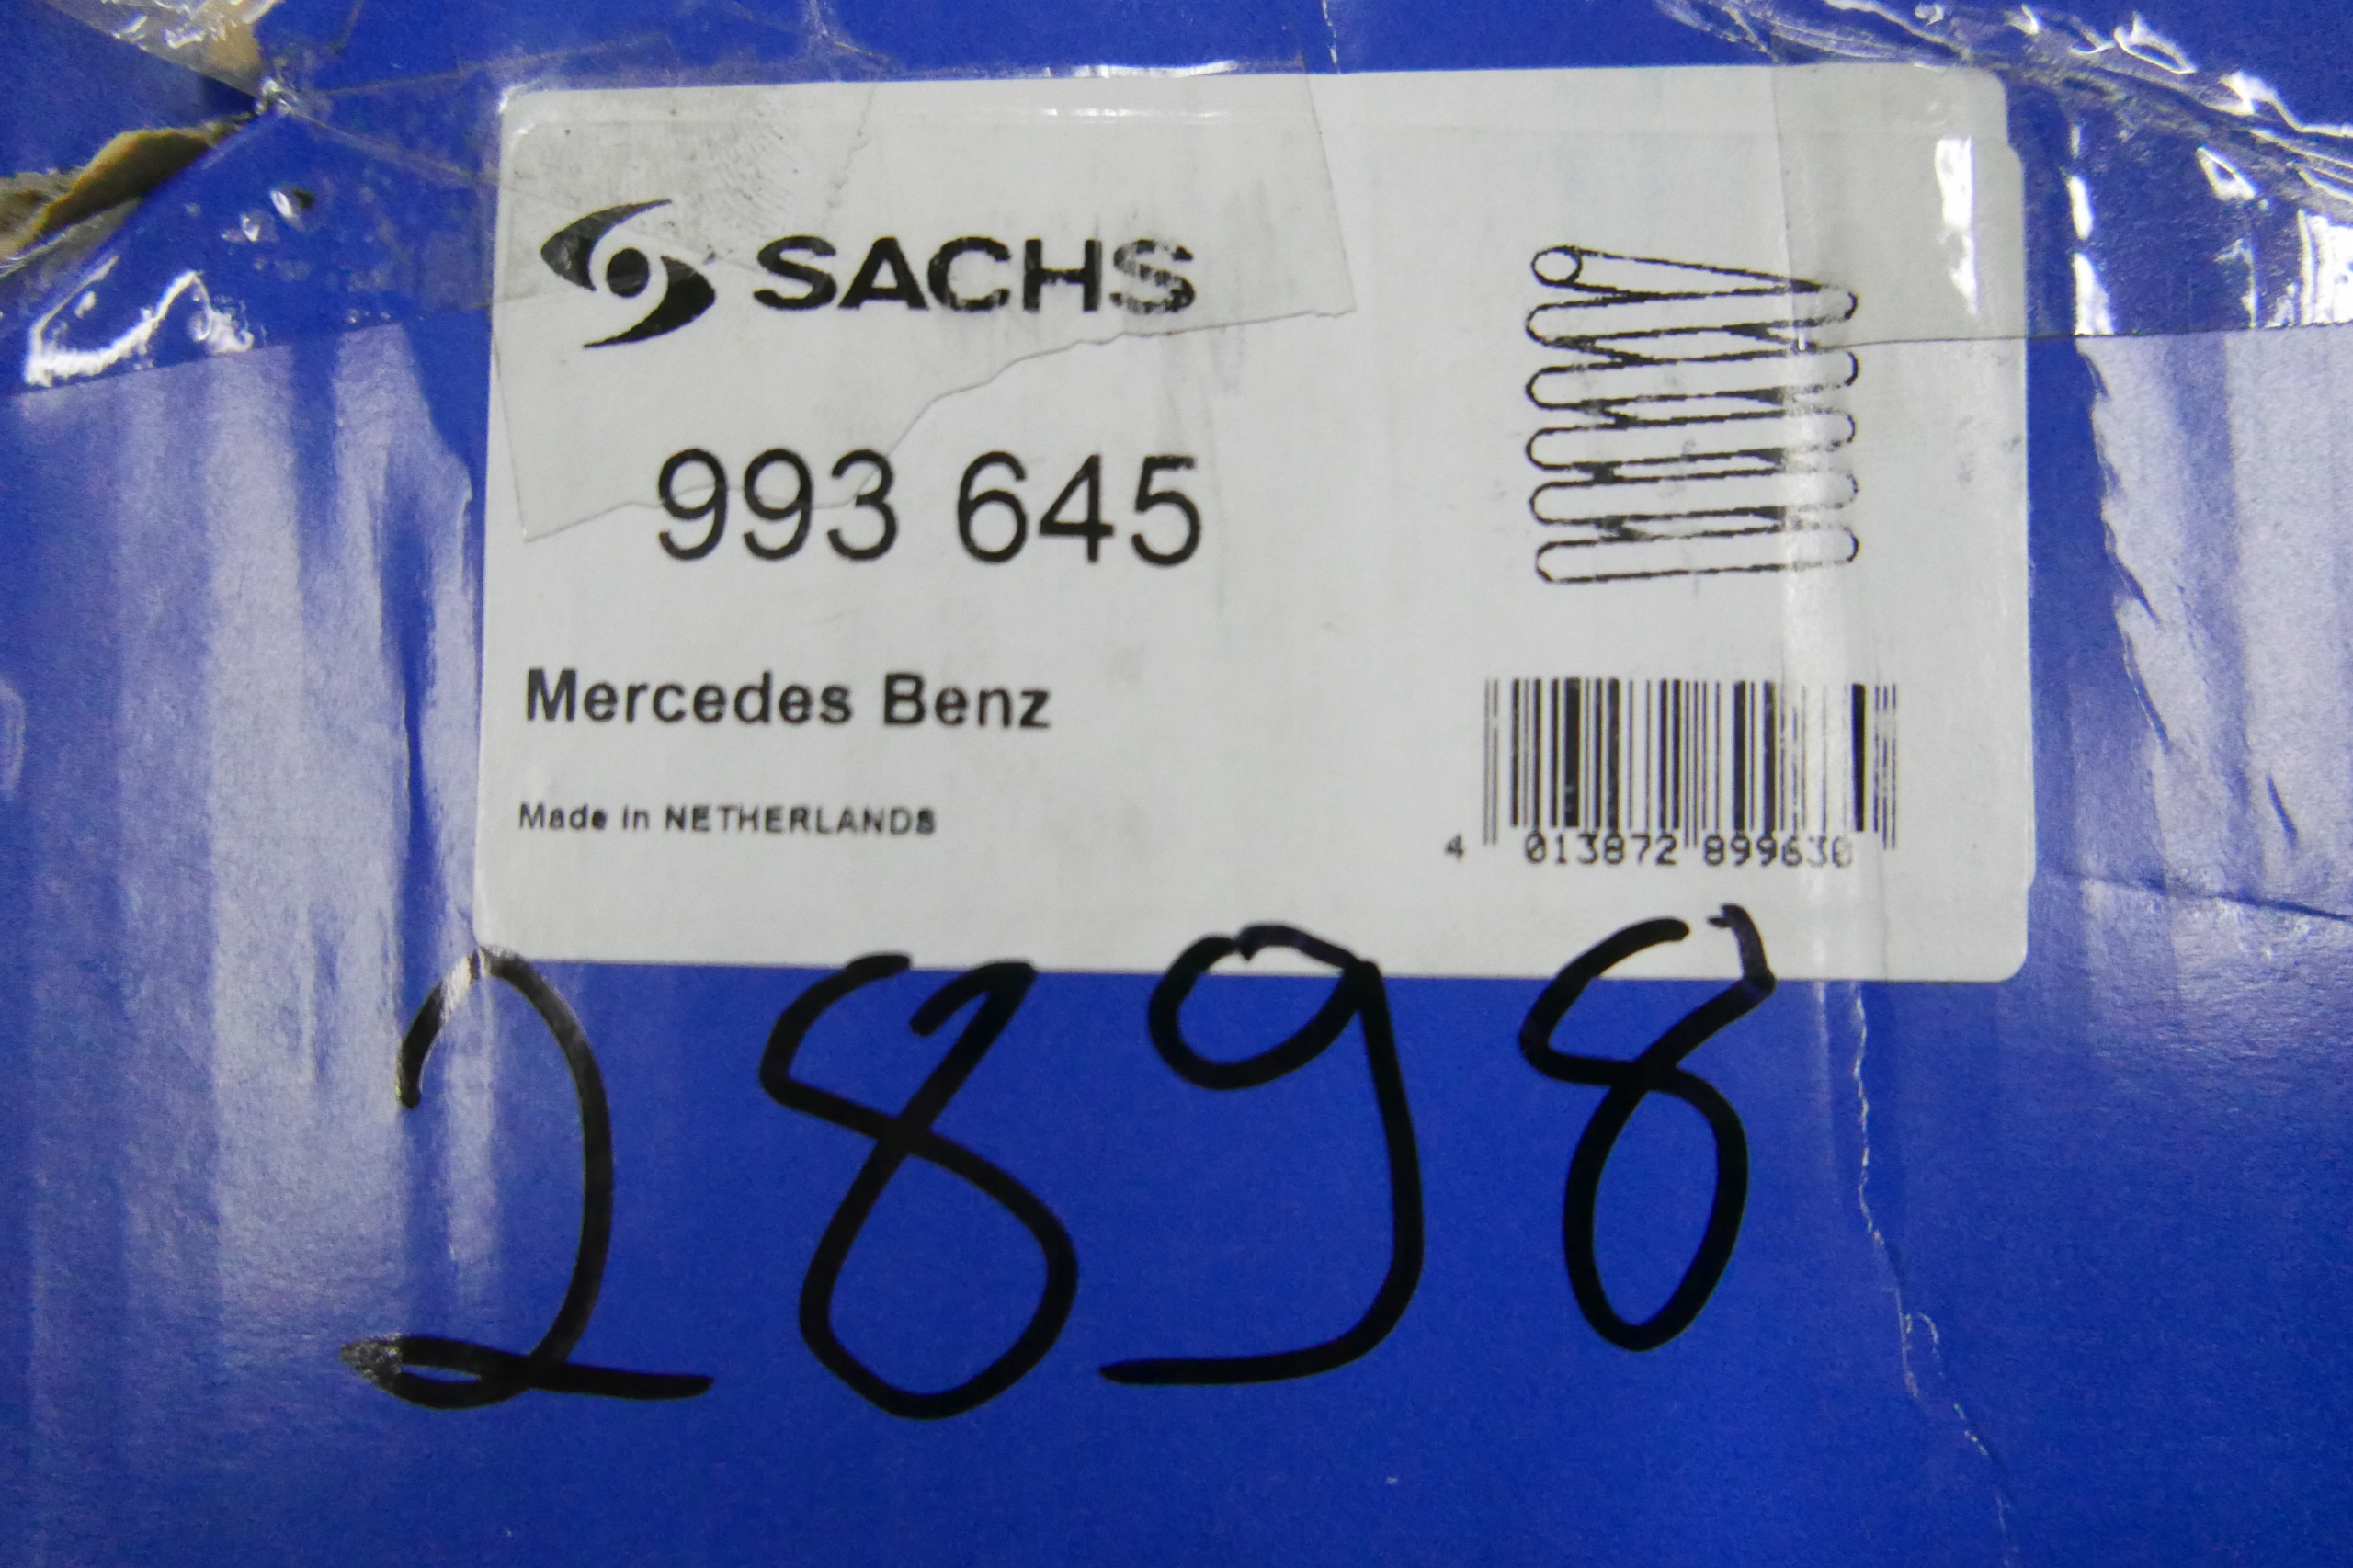 SACHS
993 645
Mercedes Benz
Made in NETHERLANDS
4 013872 899630
2898